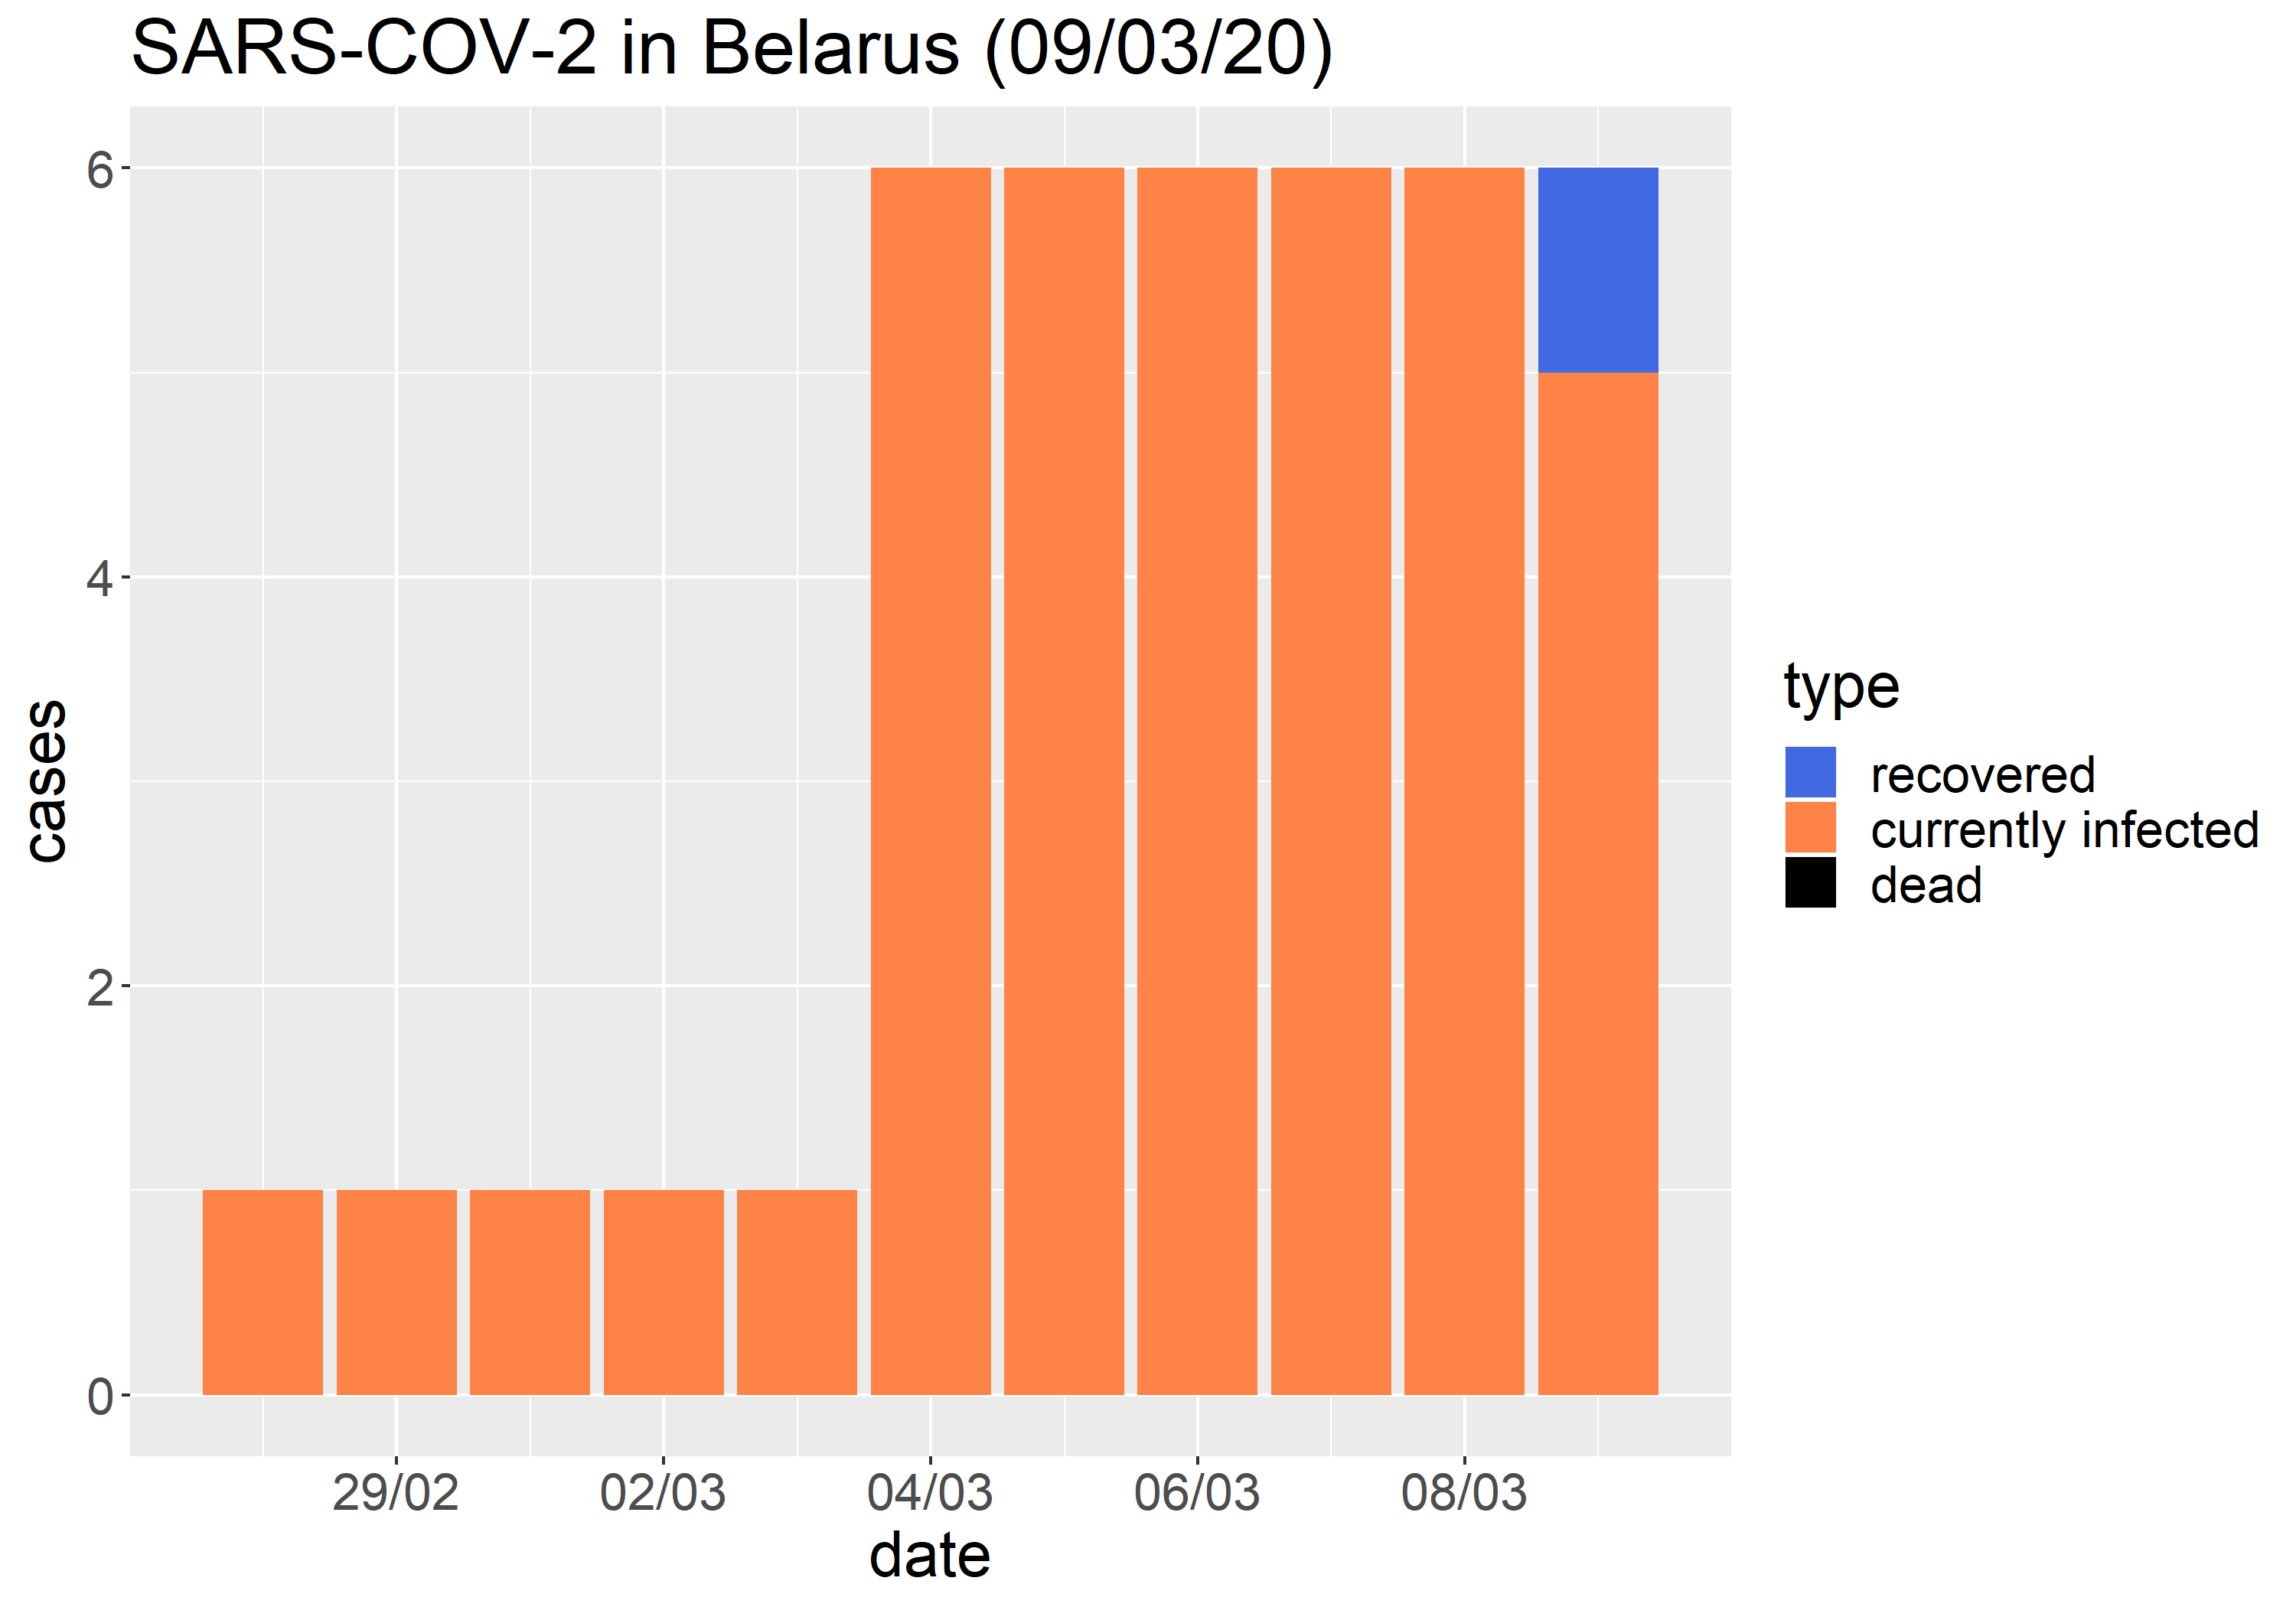 SARS-COV-2 in Belarus (09/03/20)
6
4
2
0
cases
29/02 02/03 04/03 06/03 08/03
date
type
recovered
currently infected
dead